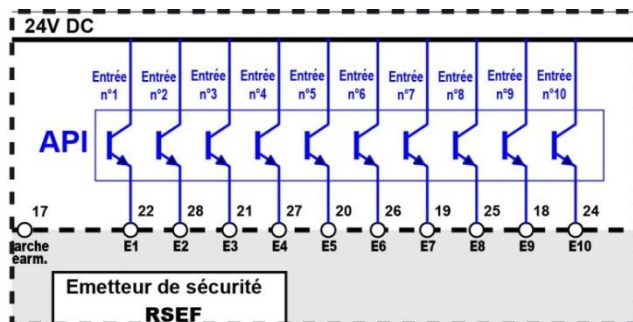 24V DC
Entrée Entrée Entrée Entrée Entrée Entrée Entrée Entrée Entrée Entrée
n°1 n°2 n°3 n°4 n°5 n°6 n°7 n°8 n°9 n°10
API
17 22 28 21 27 20 26 19 25 18 24
arche E1 E2 E3 E4 E5 E6 E7 E8 E9 E10
earm.
Emetteur de sécurité
RSEF